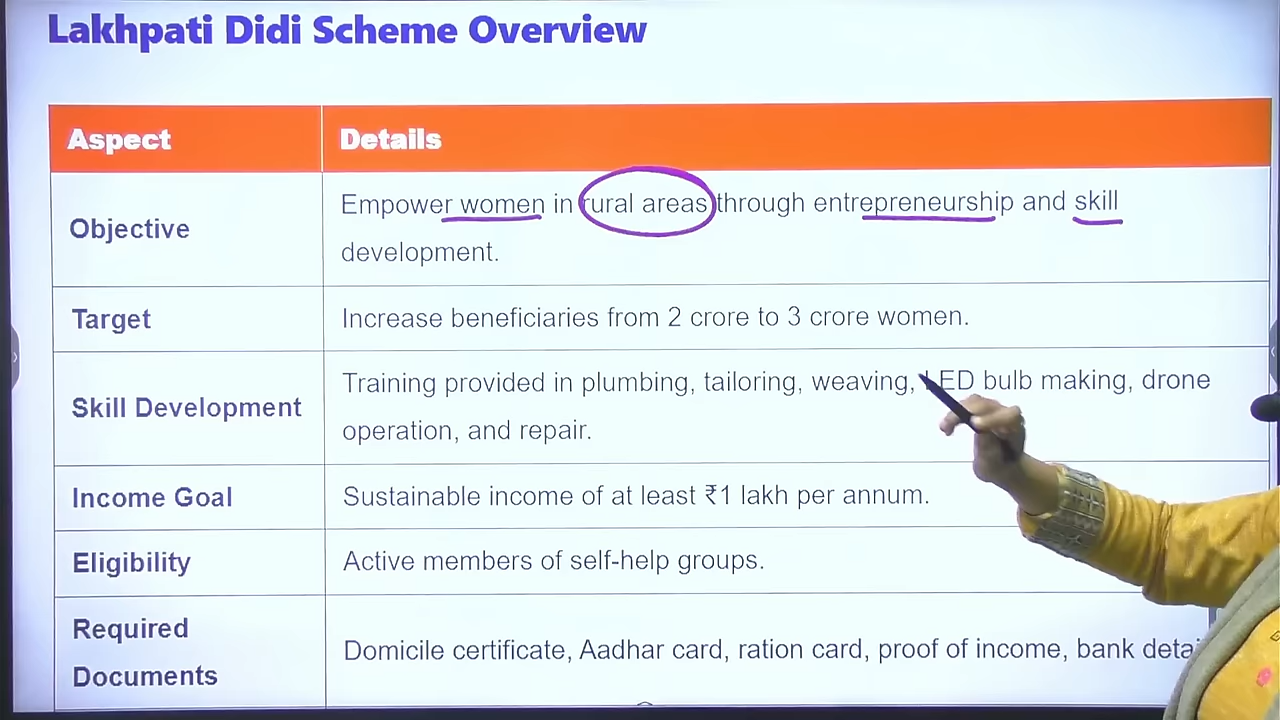 Lakhpati Didi Scheme Overview
Aspect Details
Objective Empower women in rural areas through entrepreneurship and skill
development.
Target Increase beneficiaries from 2 crore to 3 crore women.
Skill Development Training provided in plumbing, tailoring, weaving, LED bulb making, drone
operation, and repair.
Income Goal Sustainable income of at least ₹1 lakh per annum.
Eligibility Active members of self-help groups.
Required
Documents Domicile certificate, Aadhar card, ration card, proof of income, bank